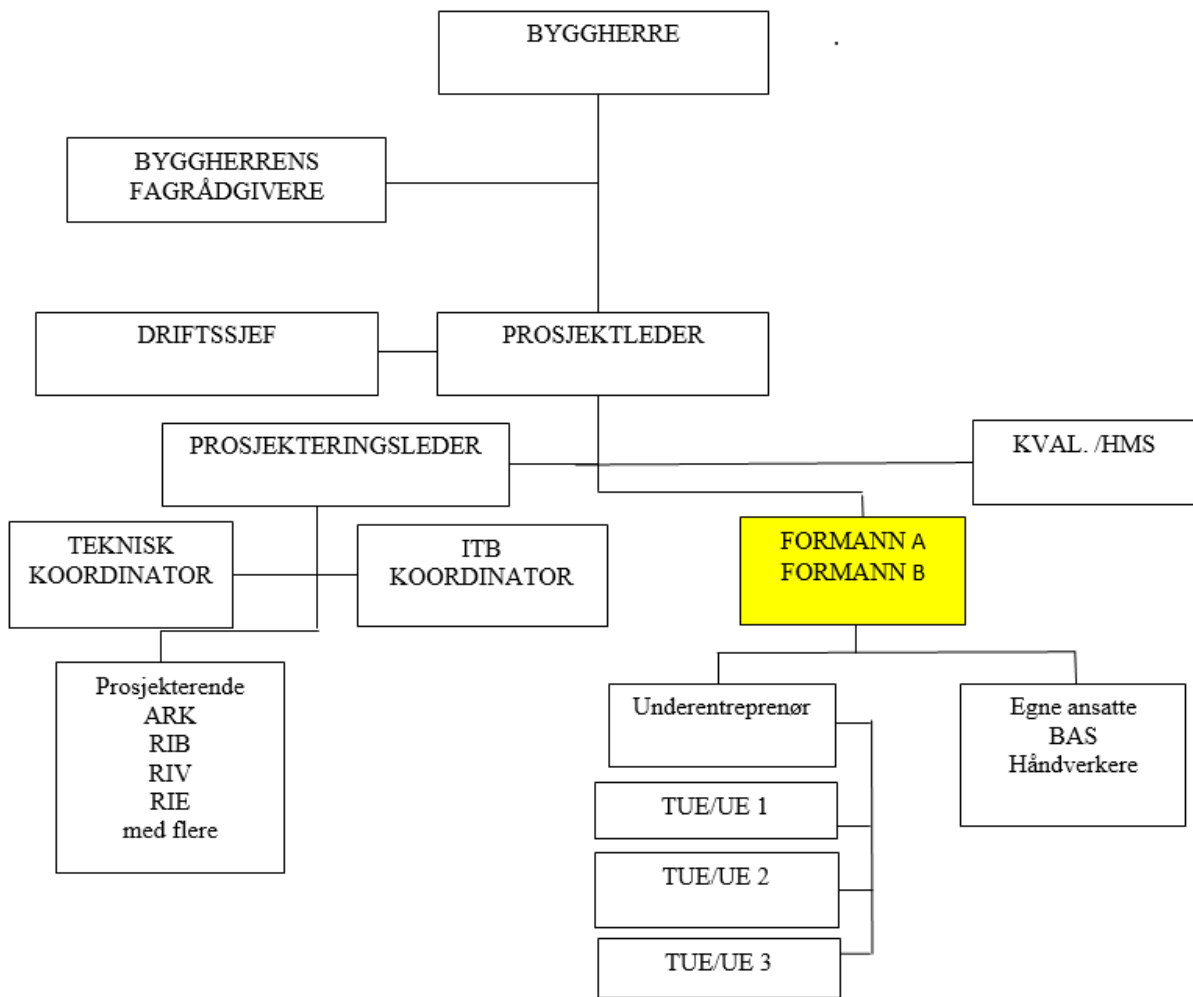 BYGGHERRE
BYGGHERRENS
FAGRÅDGIVERE
DRIFTSSJEF
PROSJEKTLEDER
PROSJEKTERINGSLEDER
KVAL. /HMS
TEKNISK
KOORDINATOR
ITB
KOORDINATOR
FORMANN A
FORMANN B
Prosjekterende
ARK
RIB
RIV
RIE
med flere
Underentreprenør
Egne ansatte
BAS
Håndverkere
TUE/UE 1
TUE/UE 2
TUE/UE 3